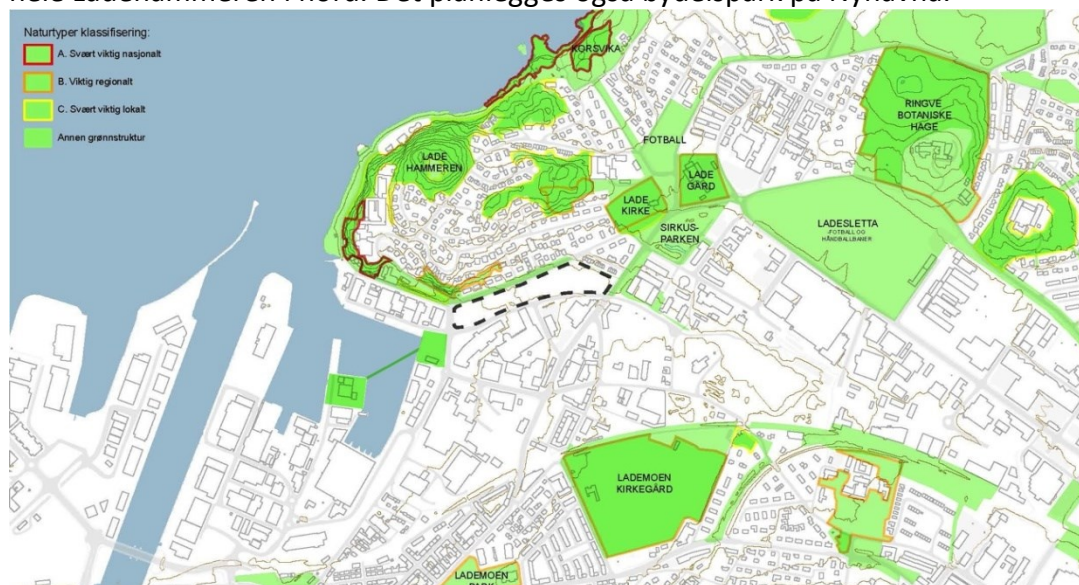 hele Ladehammeren i nord. Det planlegges også bydelspark på Nyhavna.
Naturtyper klassifisering:
A. Svært viktig nasjonalt
B. Viktig regionalt
C. Svært viktig lokalt
Annen grønnstruktur
KORSVIKA
LADE
HAMMEREN
FOTBALL
RINGVE
BOTANISKE
HAGE
LADE
GÅRD
LADE
KIRKE
SIRKUS-
PARKEN
LADESLETTA
FOTBALL OG
HÅNDBALLBANER
LADEMOEN
KIRKEGÅRD
LADEMOEN
PARK